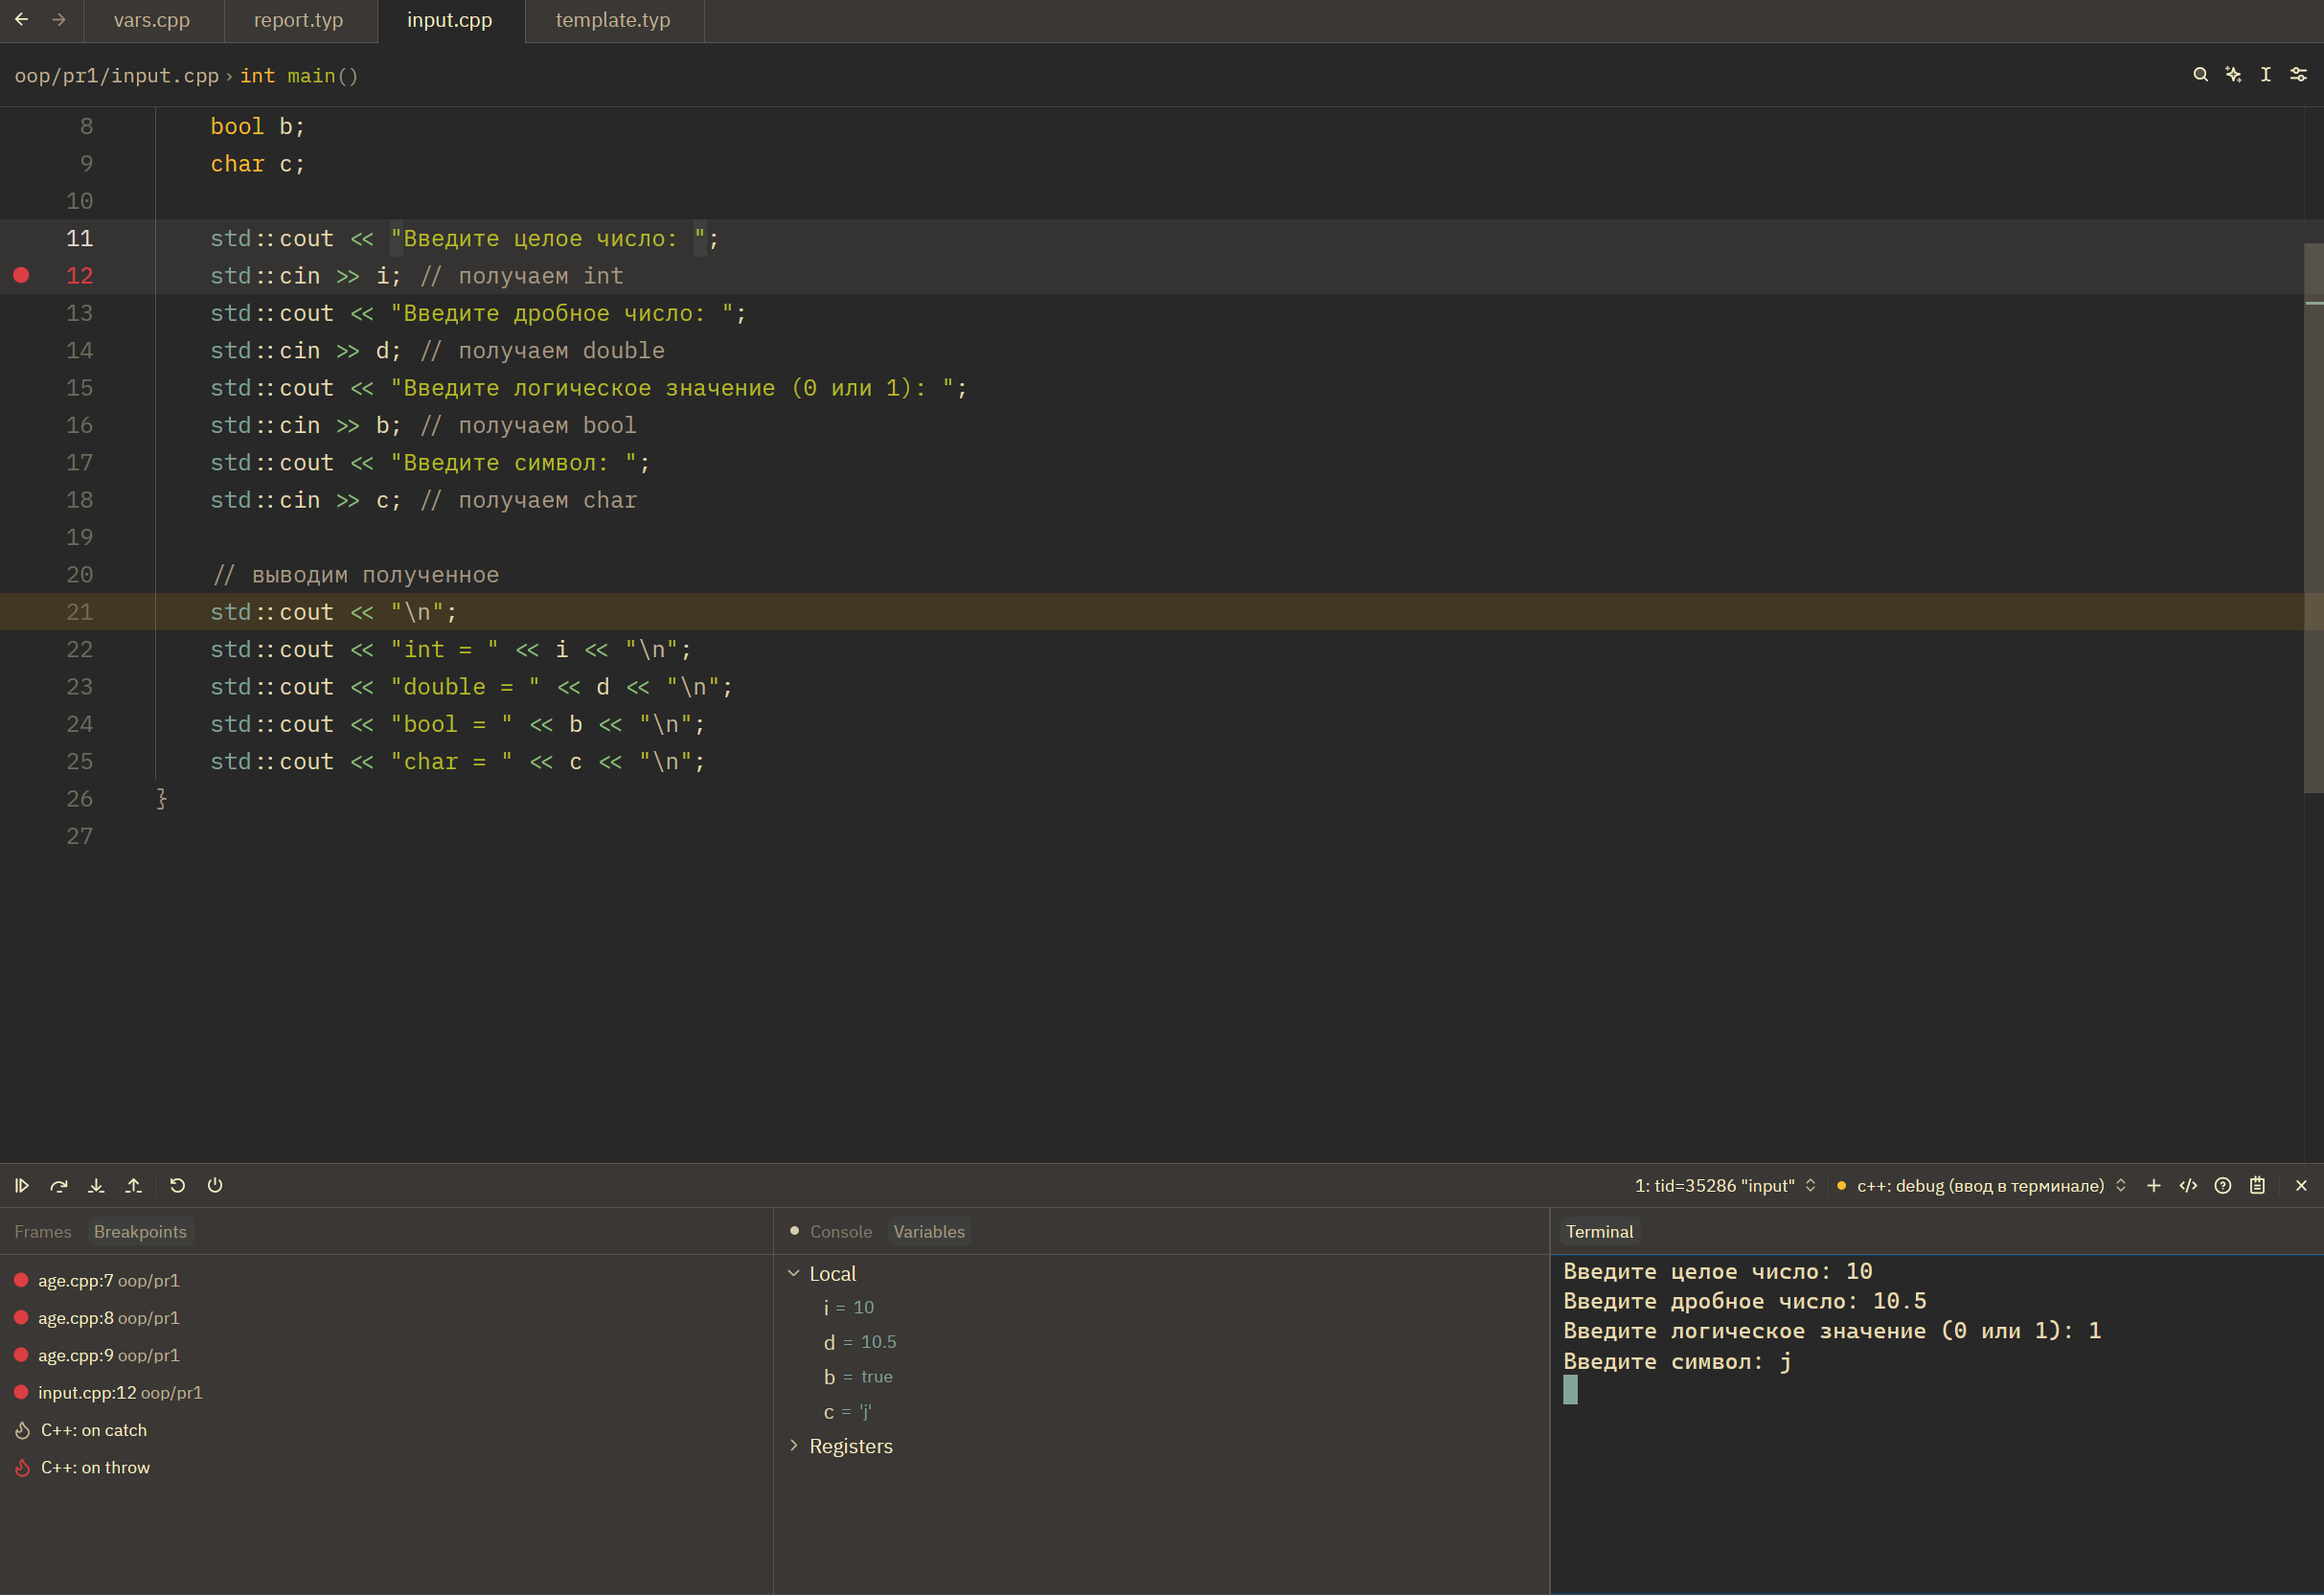 vars.cpp report.typ input.cpp template.typ
oop/pr1/input.cpp › int main()
8 bool b;
9 char c;
10
11 std::cout << "Введите целое число: ";
12 std::cin >> i; // получаем int
13 std::cout << "Введите дробное число: ";
14 std::cin >> d; // получаем double
15 std::cout << "Введите логическое значение (0 или 1): ";
16 std::cin >> b; // получаем bool
17 std::cout << "Введите символ: ";
18 std::cin >> c; // получаем char
19
20 // выводим полученное
21 std::cout << "\n";
22 std::cout << "int = " << i << "\n";
23 std::cout << "double = " << d << "\n";
24 std::cout << "bool = " << b << "\n";
25 std::cout << "char = " << c << "\n";
26 }
27
1: tid=35286 "input" c++: debug (ввод в терминале)
Frames Breakpoints
age.cpp:7 oop/pr1
age.cpp:8 oop/pr1
age.cpp:9 oop/pr1
input.cpp:12 oop/pr1
C++: on catch
C++: on throw
Console Variables
Local
i = 10
d = 10.5
b = true
c = 'j'
Registers
Terminal
Введите целое число: 10
Введите дробное число: 10.5
Введите логическое значение (0 или 1): 1
Введите символ: j